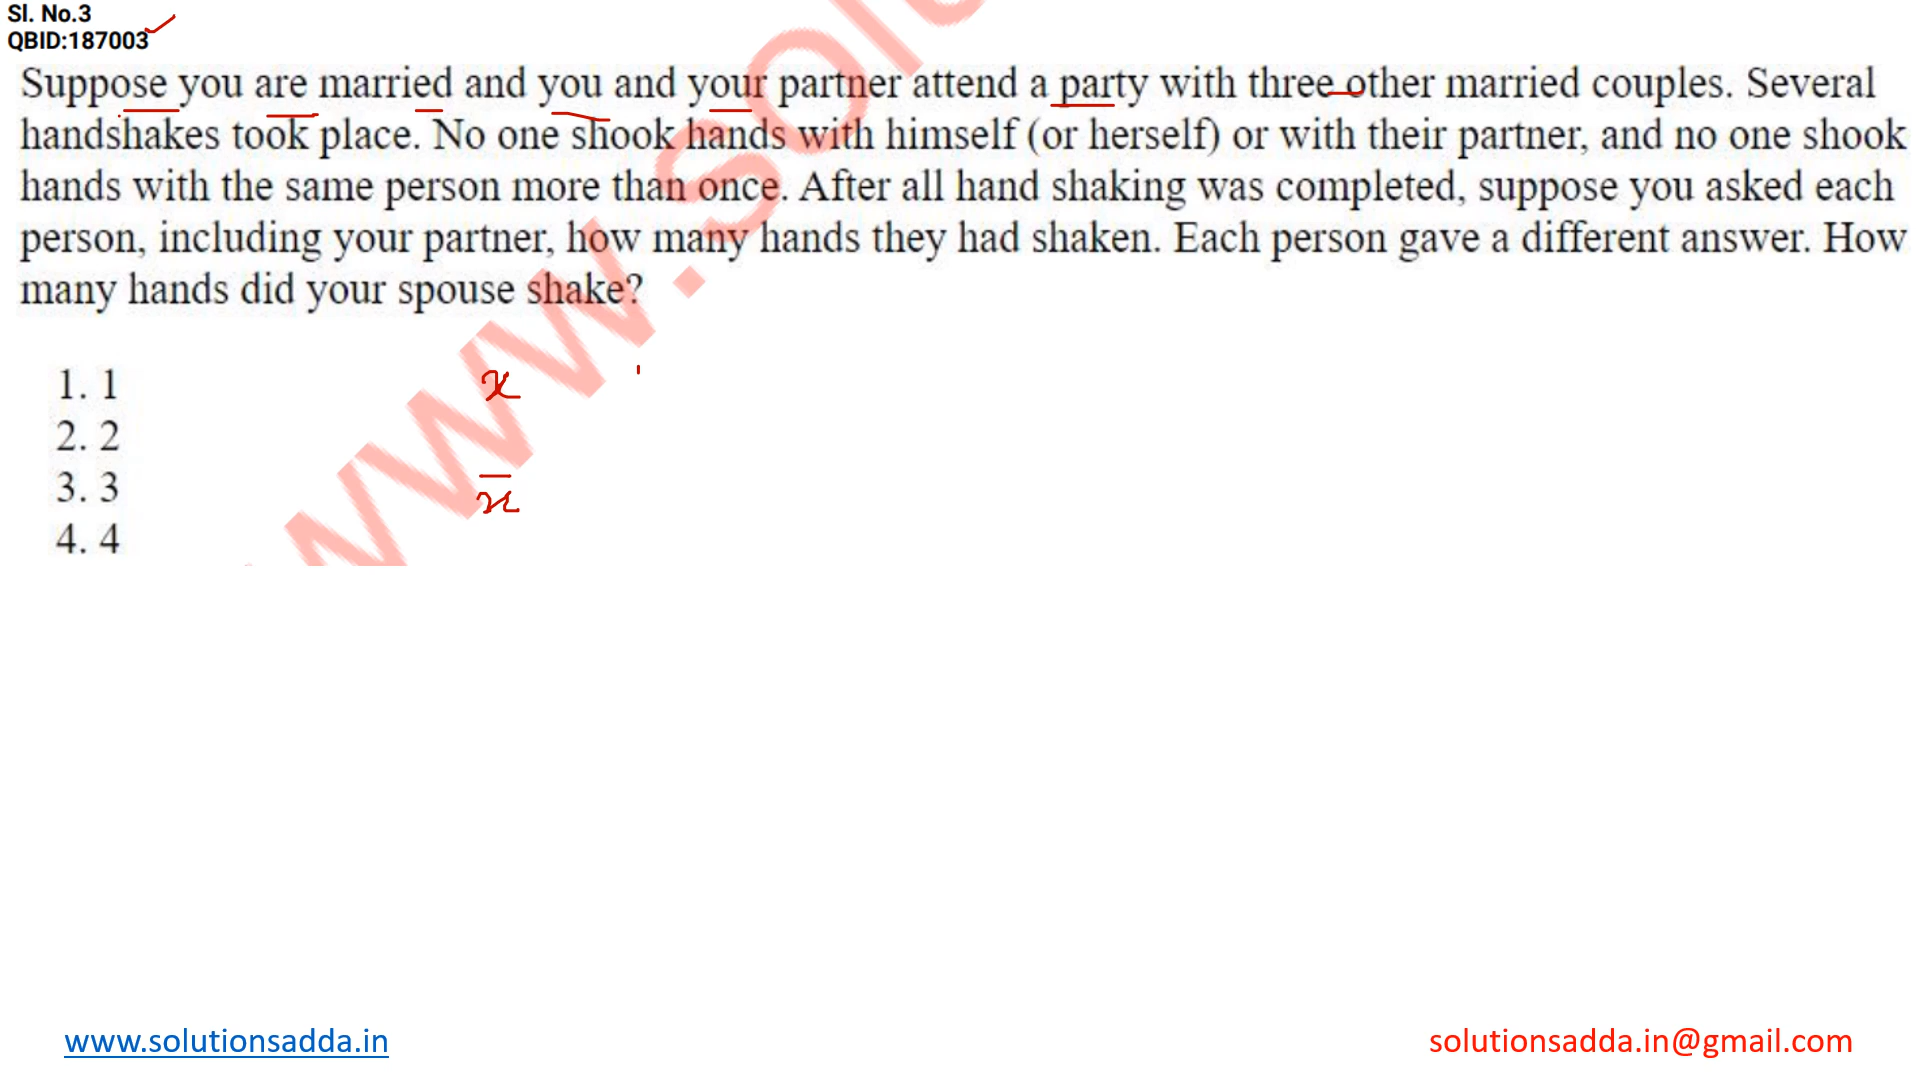 Sl. No.3
QBID:187003
Suppose you are married and you and your partner attend a party with three other married couples. Several
handshakes took place. No one shook hands with himself (or herself) or with their partner, and no one shook
hands with the same person more than once. After all hand shaking was completed, suppose you asked each
person, including your partner, how many hands they had shaken. Each person gave a different answer. How
many hands did your spouse shake?
1. 1
2. 2
3. 3
4. 4
x
x̅
www.solu
www.solutionsadda.in
solutionsadda.in@gmail.com